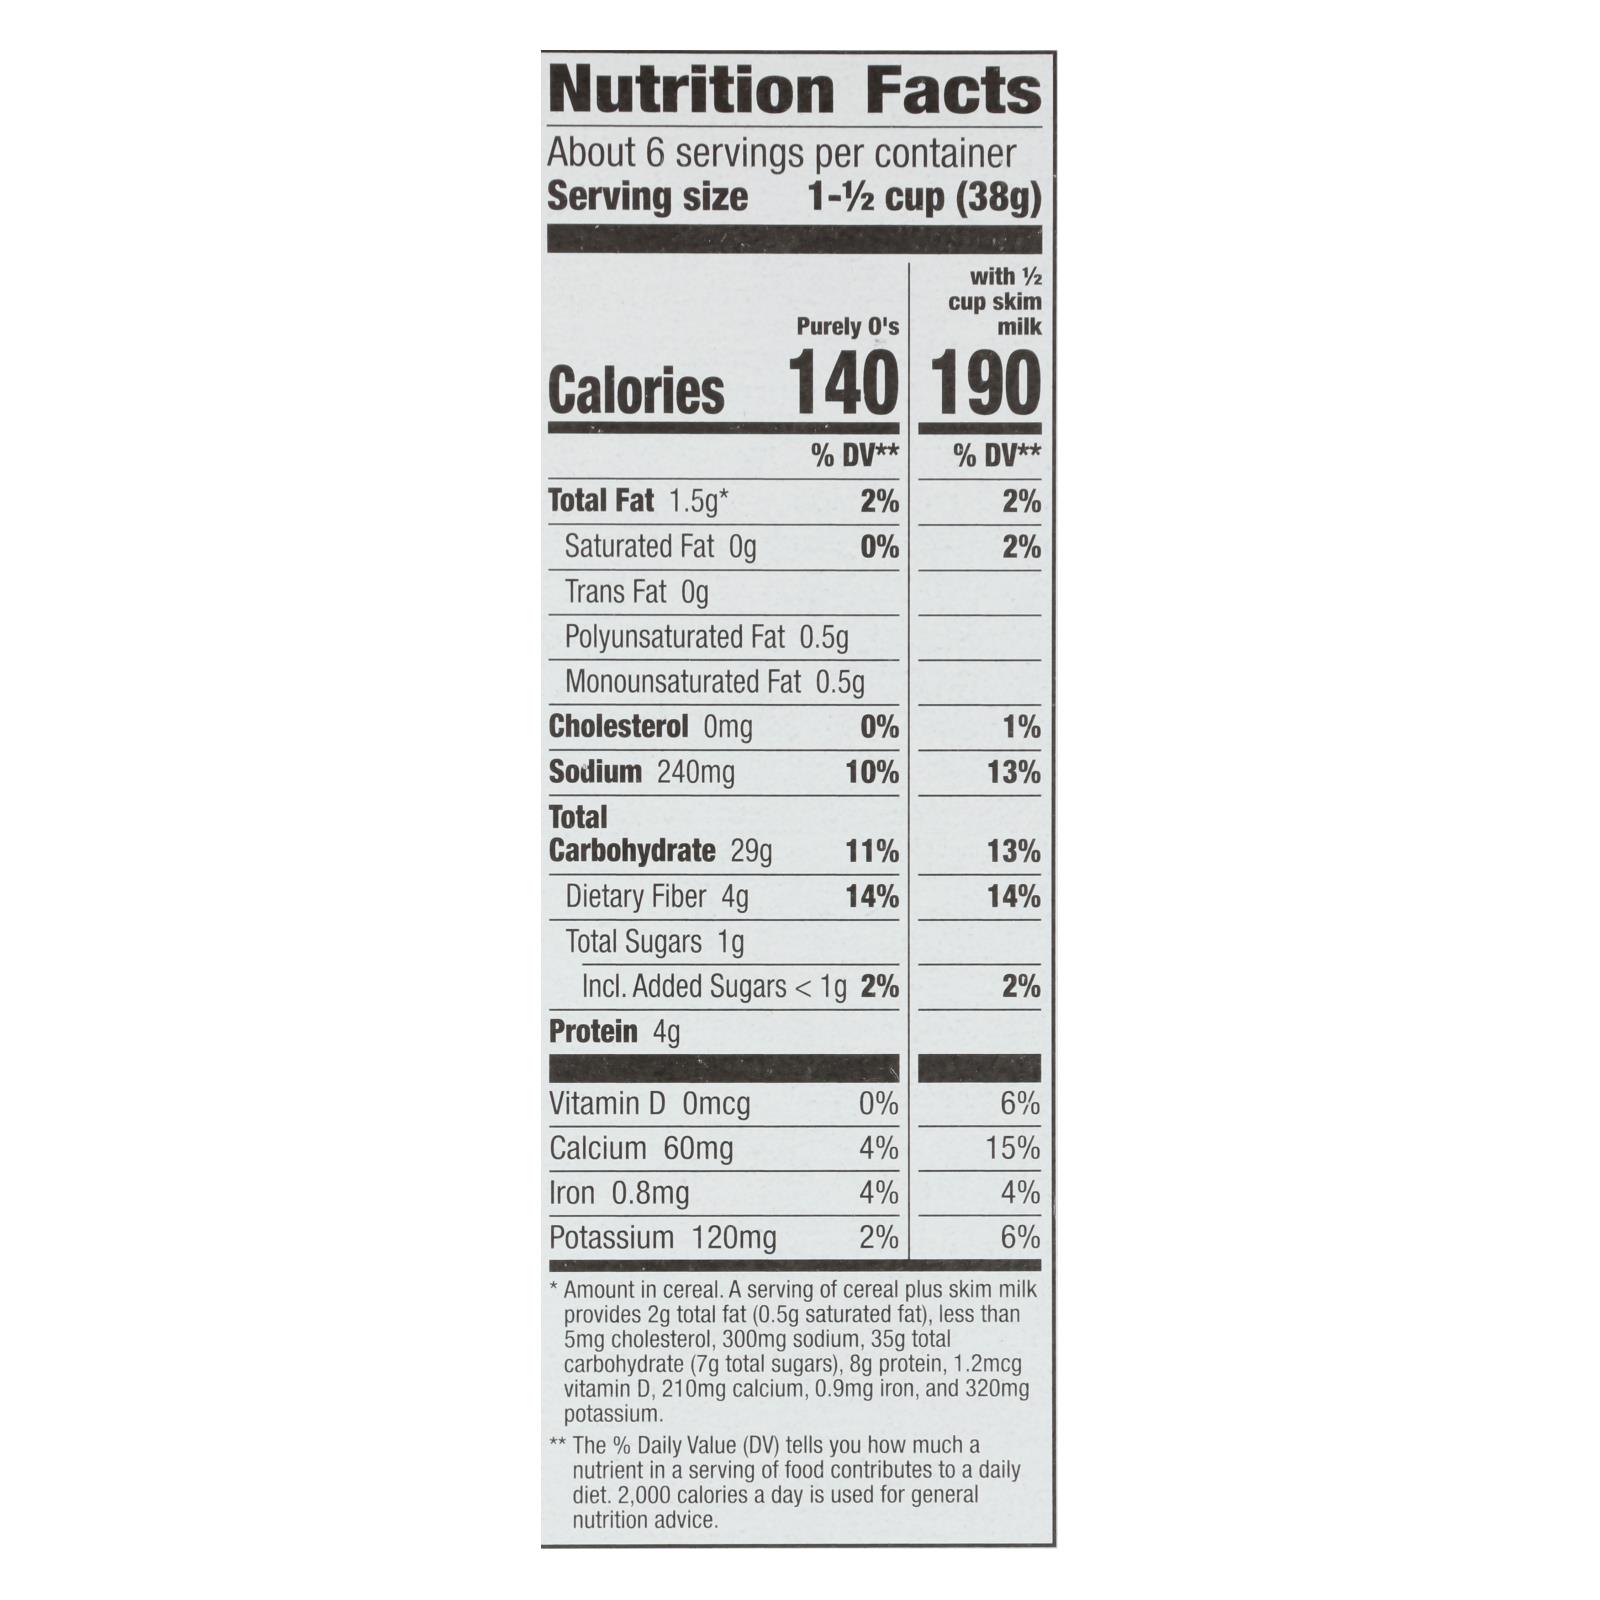 Nutrition Facts
About 6 servings per container
Serving size 1-½ cup (38g)
with ½
cup skim
Purely O's milk
Calories 140 190
% DV** % DV**
Total Fat 1.5g* 2% 2%
Saturated Fat 0g 0% 2%
Trans Fat 0g
Polyunsaturated Fat 0.5g
Monounsaturated Fat 0.5g
Cholesterol 0mg 0% 1%
Sodium 240mg 10% 13%
Total
Carbohydrate 29g 11% 13%
Dietary Fiber 4g 14% 14%
Total Sugars 1g
Incl. Added Sugars < 1g 2% 2%
Protein 4g
Vitamin D 0mcg 0% 6%
Calcium 60mg 4% 15%
Iron 0.8mg 4% 4%
Potassium 120mg 2% 6%
* Amount in cereal. A serving of cereal plus skim milk
provides 2g total fat (0.5g saturated fat), less than
5mg cholesterol, 300mg sodium, 35g total
carbohydrate (7g total sugars), 8g protein, 1.2mcg
vitamin D, 210mg calcium, 0.9mg iron, and 320mg
potassium.
** The % Daily Value (DV) tells you how much a
nutrient in a serving of food contributes to a daily
diet. 2,000 calories a day is used for general
nutrition advice.